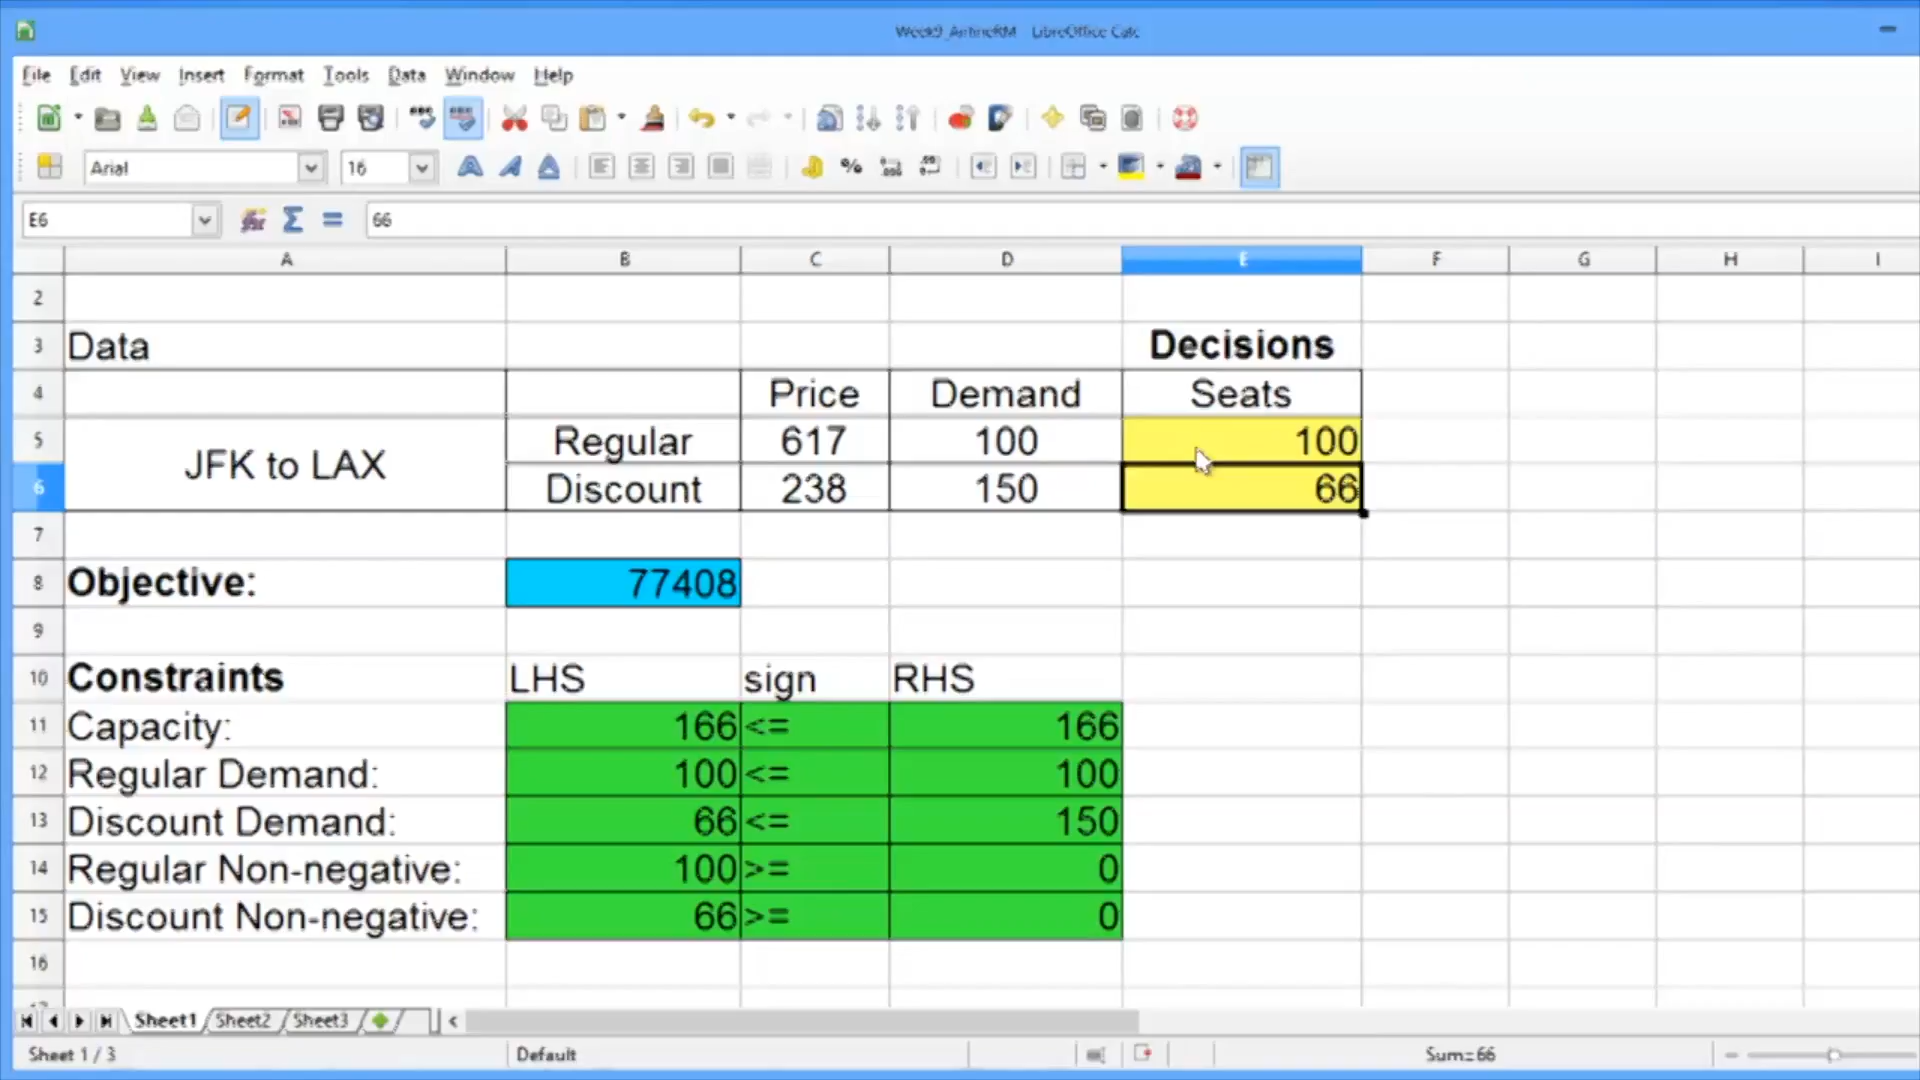 Week9_AirlineRM - LibreOffice Calc
File Edit View Insert Format Tools Data Window Help
Arial 16
E6 66
A B C D E F G H I
2
3 Data Decisions
4 Price Demand Seats
5 Regular 617 100 100
JFK to LAX
6 Discount 238 150 66
7
8 Objective: 77408
9
10 Constraints LHS sign RHS
11 Capacity: 166 <= 166
12 Regular Demand: 100 <= 100
13 Discount Demand: 66 <= 150
14 Regular Non-negative: 100 >= 0
15 Discount Non-negative: 66 >= 0
16
Sheet1 Sheet2 Sheet3
Sheet 1 / 3 Default Sum=66